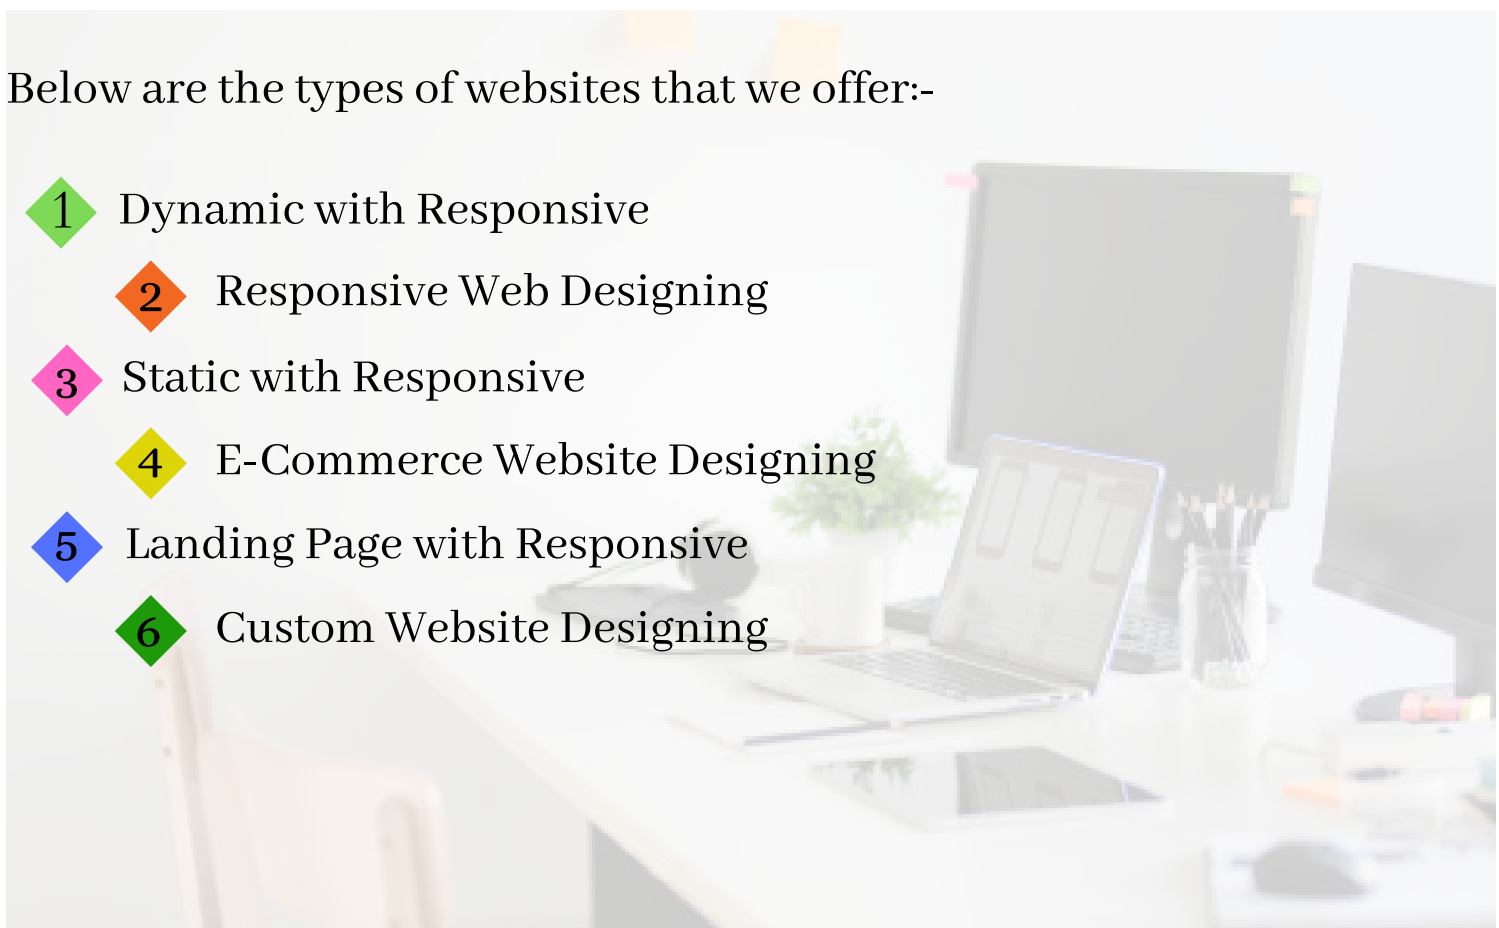 Below are the types of websites that we offer:-
1 Dynamic with Responsive
2 Responsive Web Designing
3 Static with Responsive
4 E-Commerce Website Designing
5 Landing Page with Responsive
6 Custom Website Designing